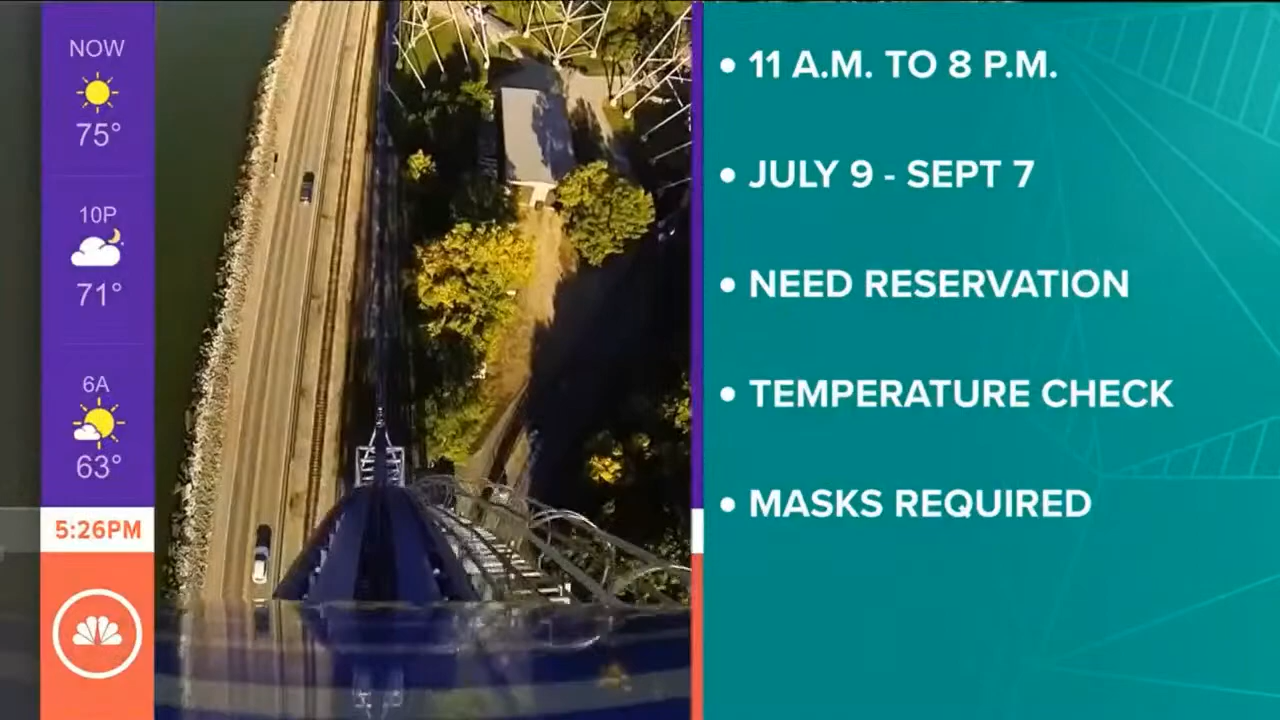 NOW
75°
10P
71°
6A
63°
5:26PM
• 11 A.M. TO 8 P.M.
• JULY 9 - SEPT 7
• NEED RESERVATION
• TEMPERATURE CHECK
• MASKS REQUIRED